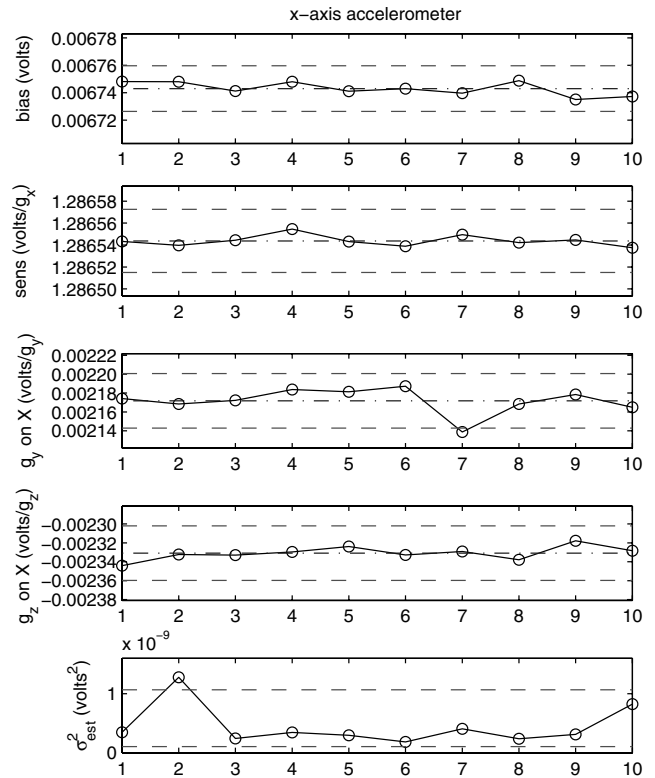 x-axis accelerometer
bias (volts)
0.00678
0.00676
0.00674
0.00672
1 2 3 4 5 6 7 8 9 10
sens (volts/g_x)
1.28658
1.28656
1.28654
1.28652
1.28650
1 2 3 4 5 6 7 8 9 10
g_y on X (volts/g_y)
0.00222
0.00220
0.00218
0.00216
0.00214
1 2 3 4 5 6 7 8 9 10
g_z on X (volts/g_z)
−0.00230
−0.00232
−0.00234
−0.00236
−0.00238
1 2 3 4 5 6 7 8 9 10
x 10^−9
σ²_est (volts²)
1
0
1 2 3 4 5 6 7 8 9 10